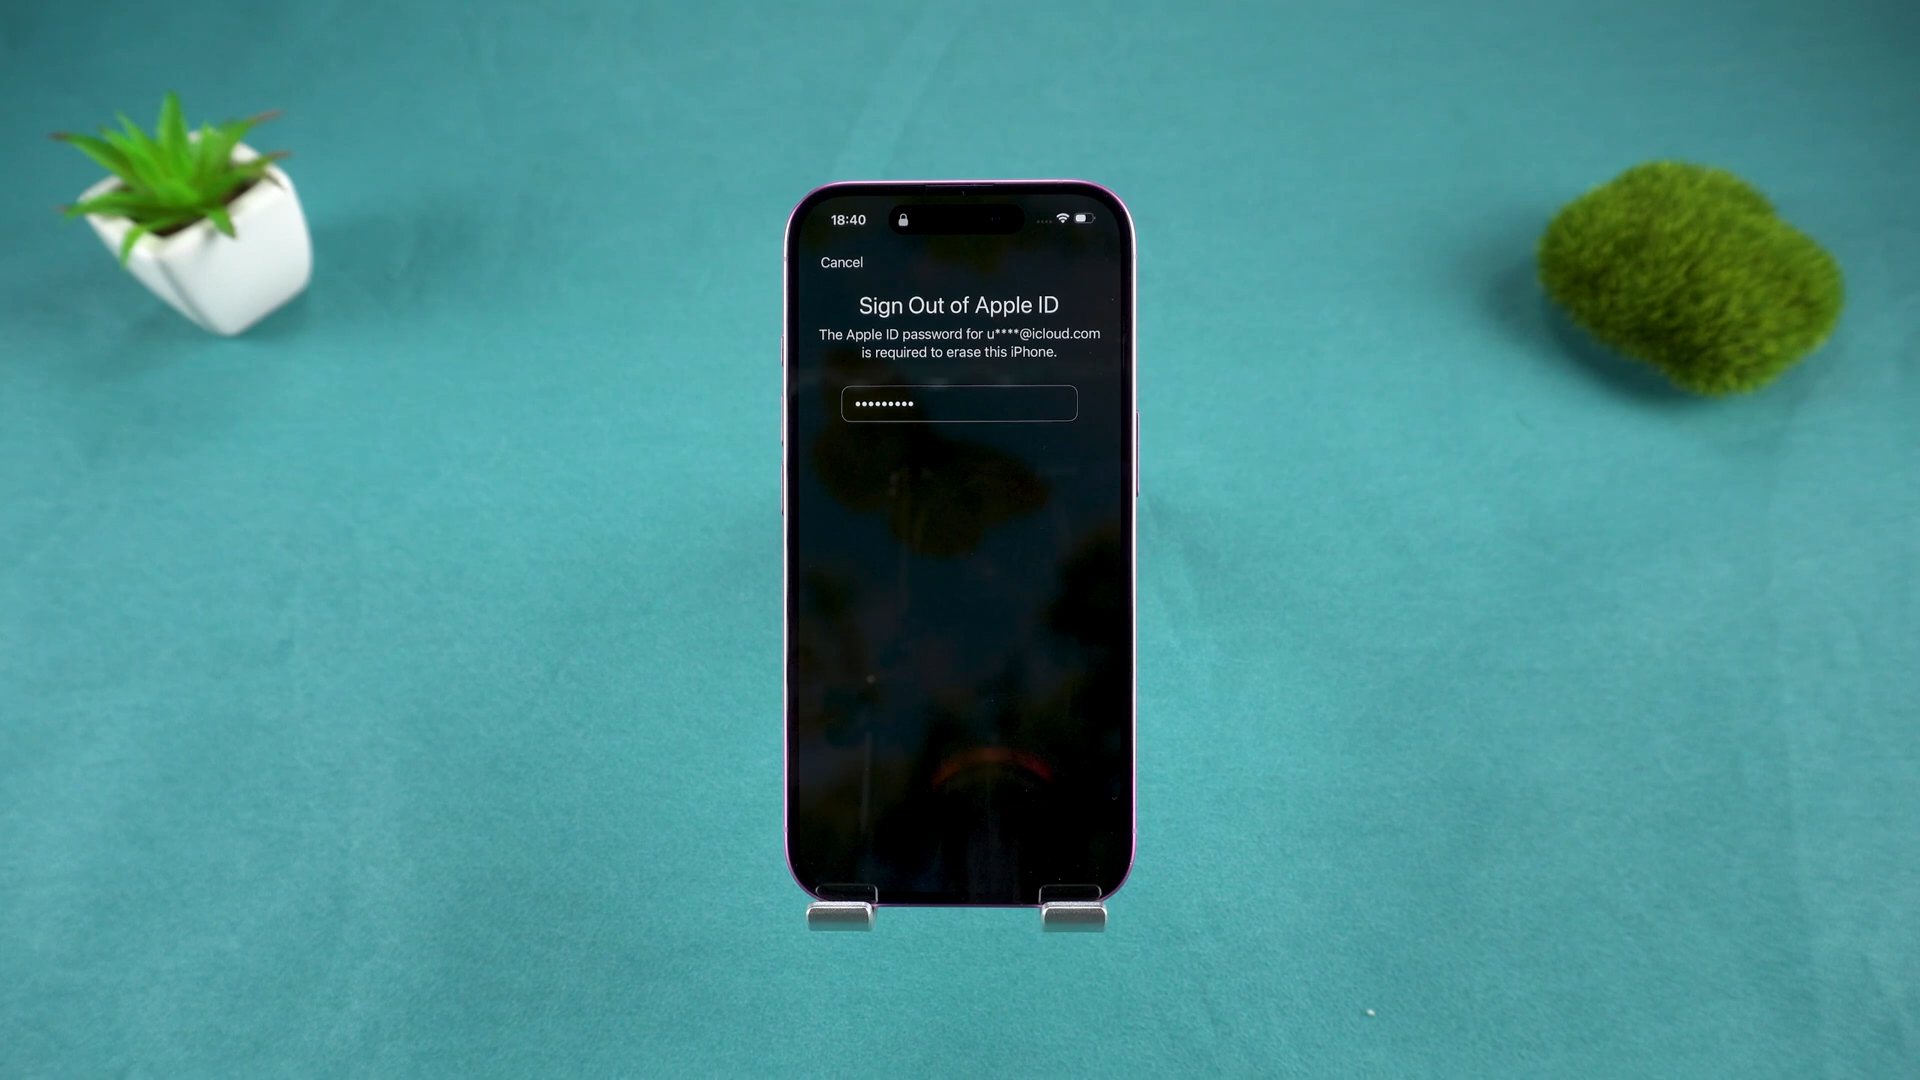 18:40
Cancel
Sign Out of Apple ID
The Apple ID password for u****@icloud.com
is required to erase this iPhone.
•••••••••